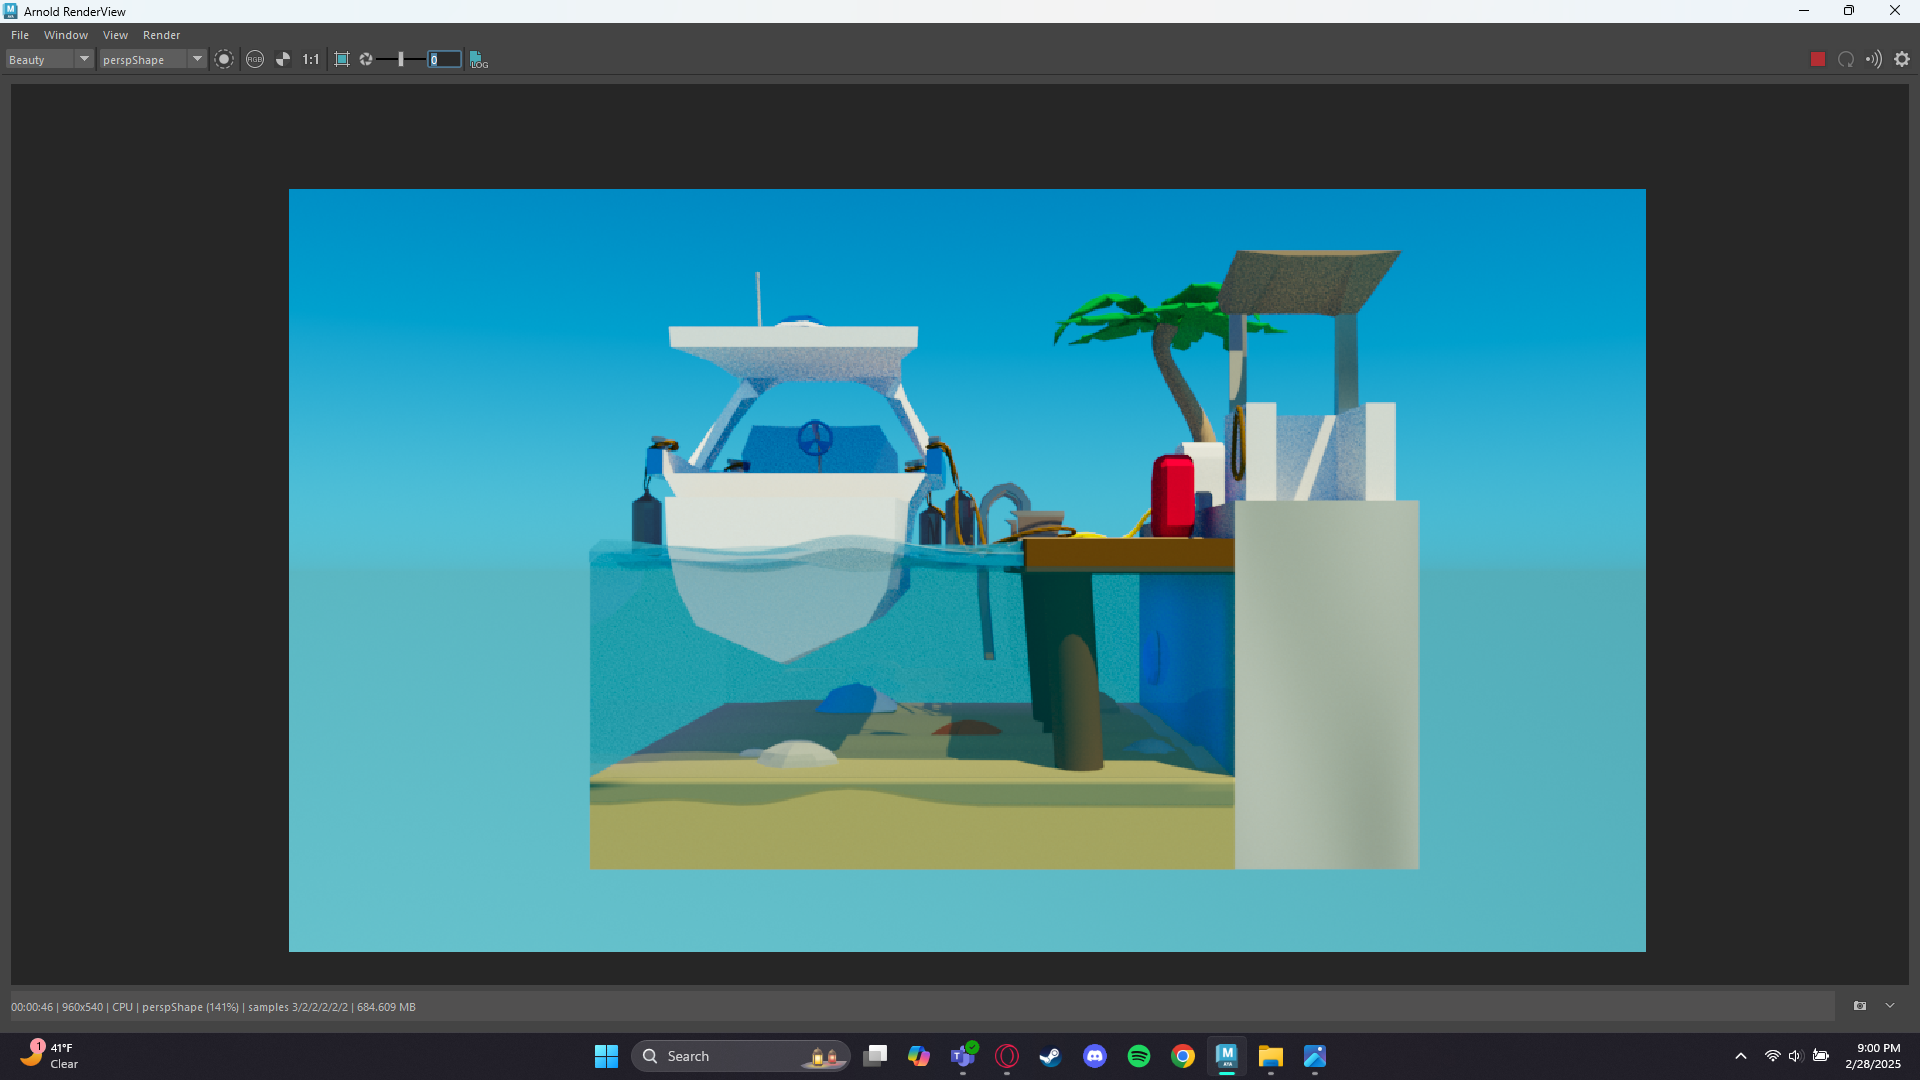 Arnold RenderView
File Window View Render
Beauty perspShape RGB 1:1 0 LOG
00:00:46 | 960x540 | CPU | perspShape (141%) | samples 3/2/2/2/2/2 | 684.609 MB
1 41°F
Clear
Search
9:00 PM
2/28/2025